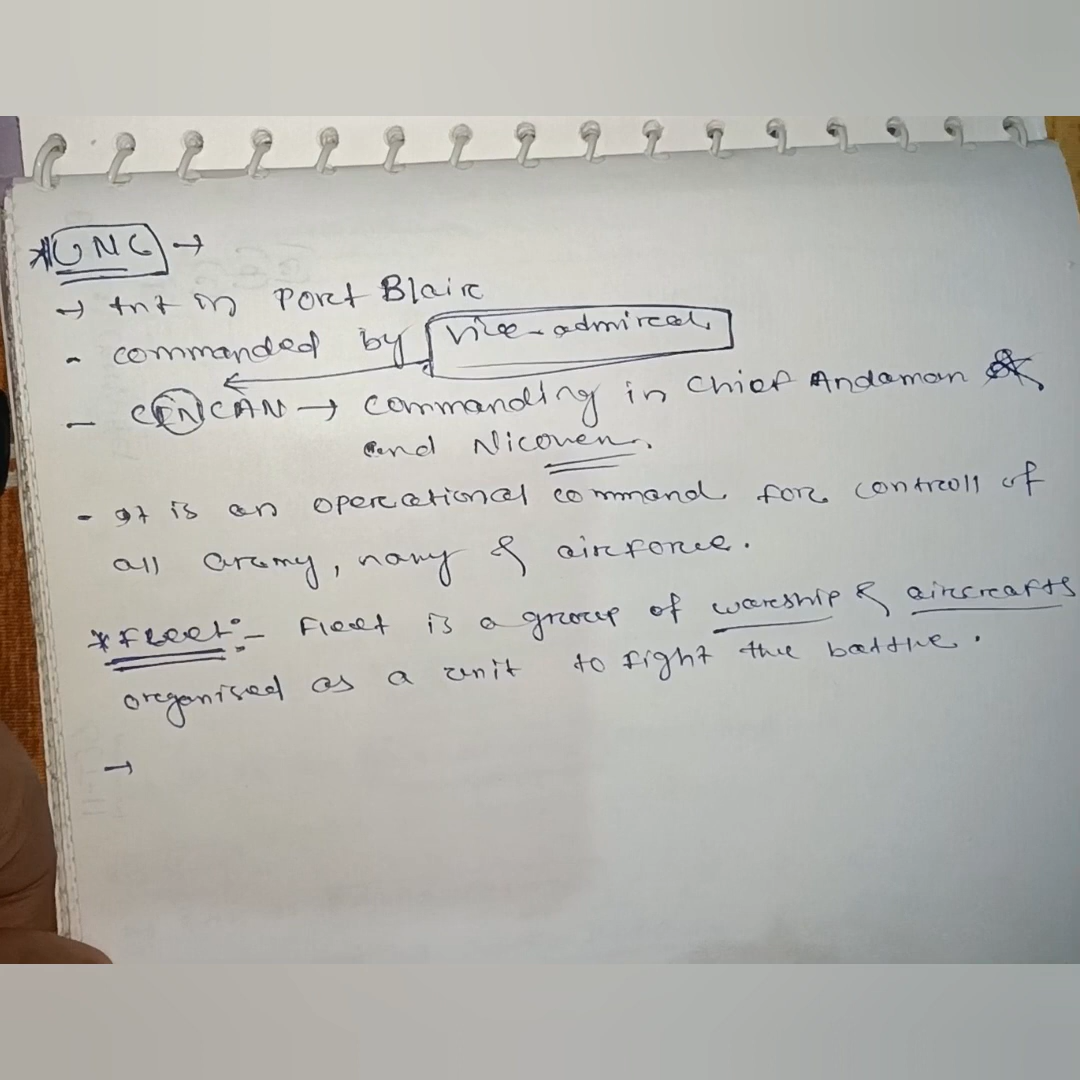 *UNC →
→ tnt in Port Blair
- commanded by Vice-admiral
- CENCAN → commanding in chief Andaman &
and Nicoven
- It is an operational command for controll of
all army, navy & airforce.
*Fleet:- Fleet is a group of warship & aircrafts
organised as a unit to fight the battle.
→